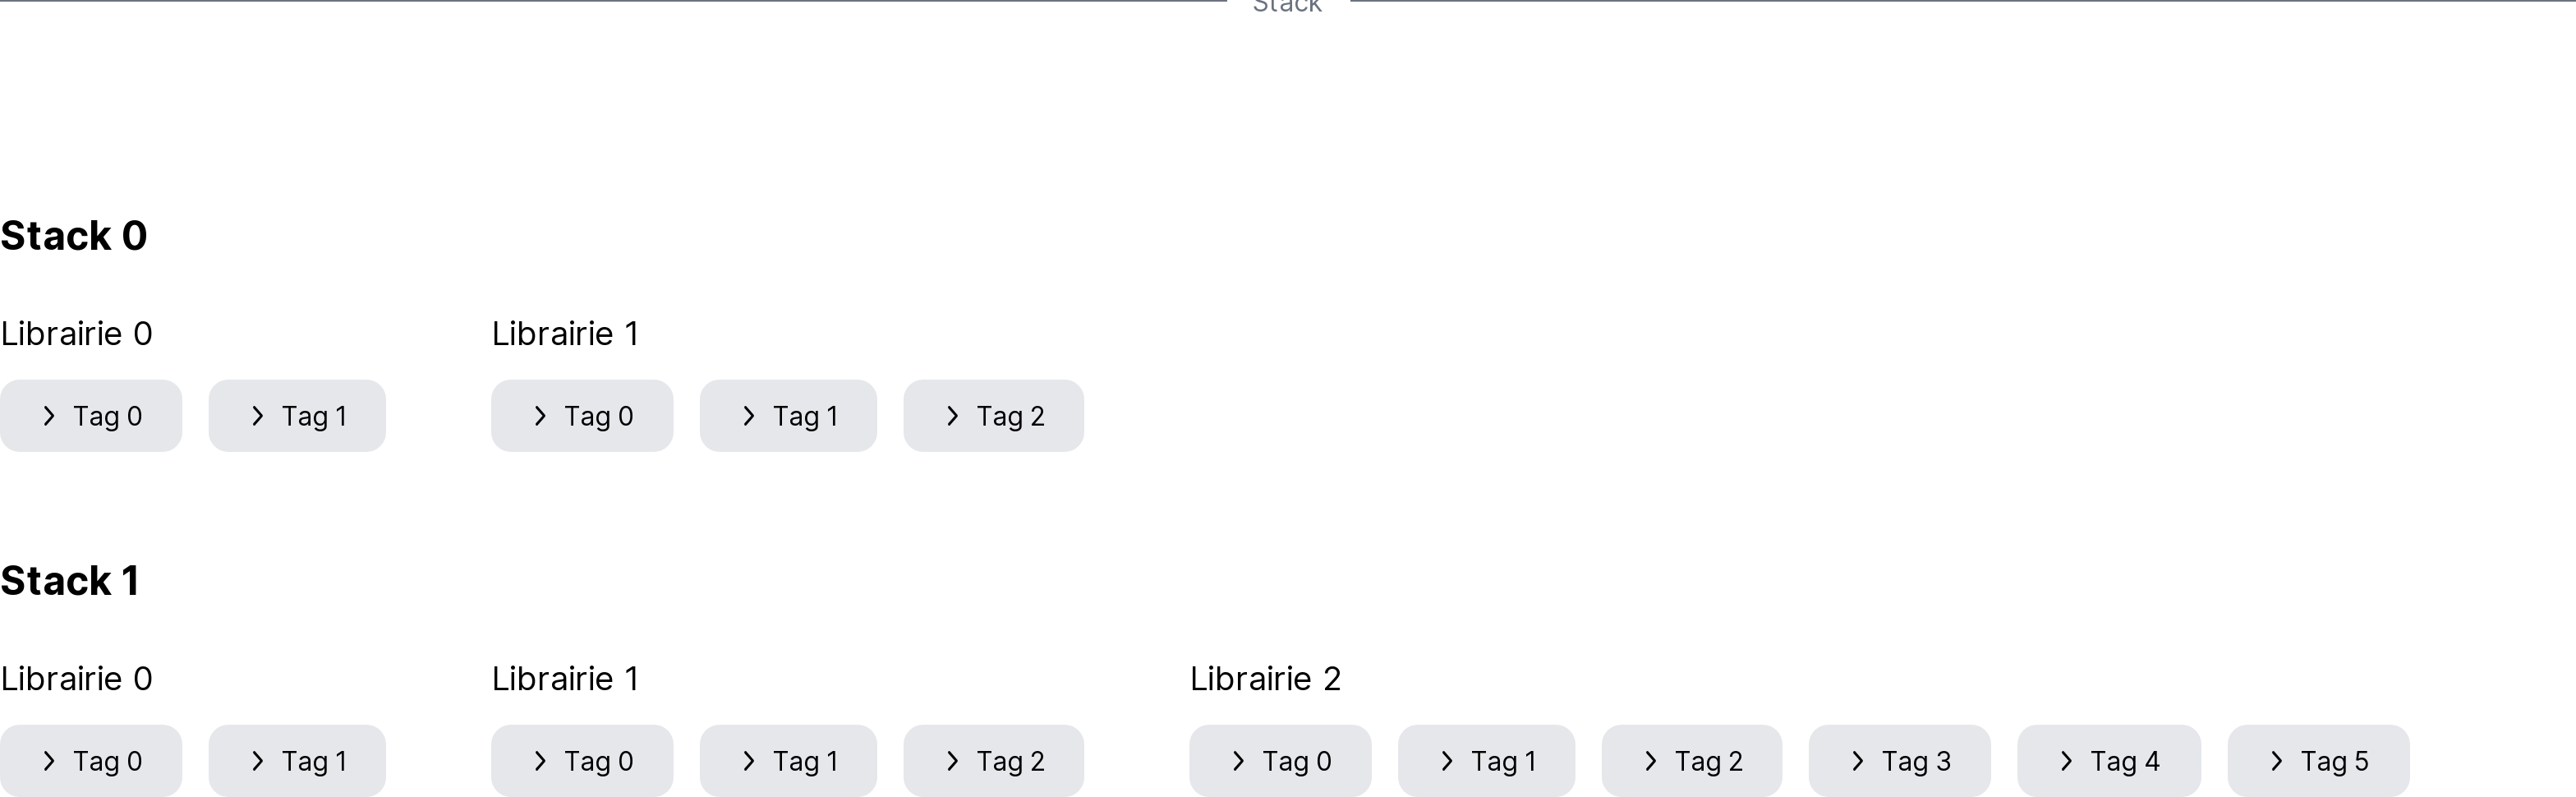 Stack
Stack 0
Librairie 0 Librairie 1
Tag 0 Tag 1 Tag 0 Tag 1 Tag 2
Stack 1
Librairie 0 Librairie 1 Librairie 2
Tag 0 Tag 1 Tag 0 Tag 1 Tag 2 Tag 0 Tag 1 Tag 2 Tag 3 Tag 4 Tag 5